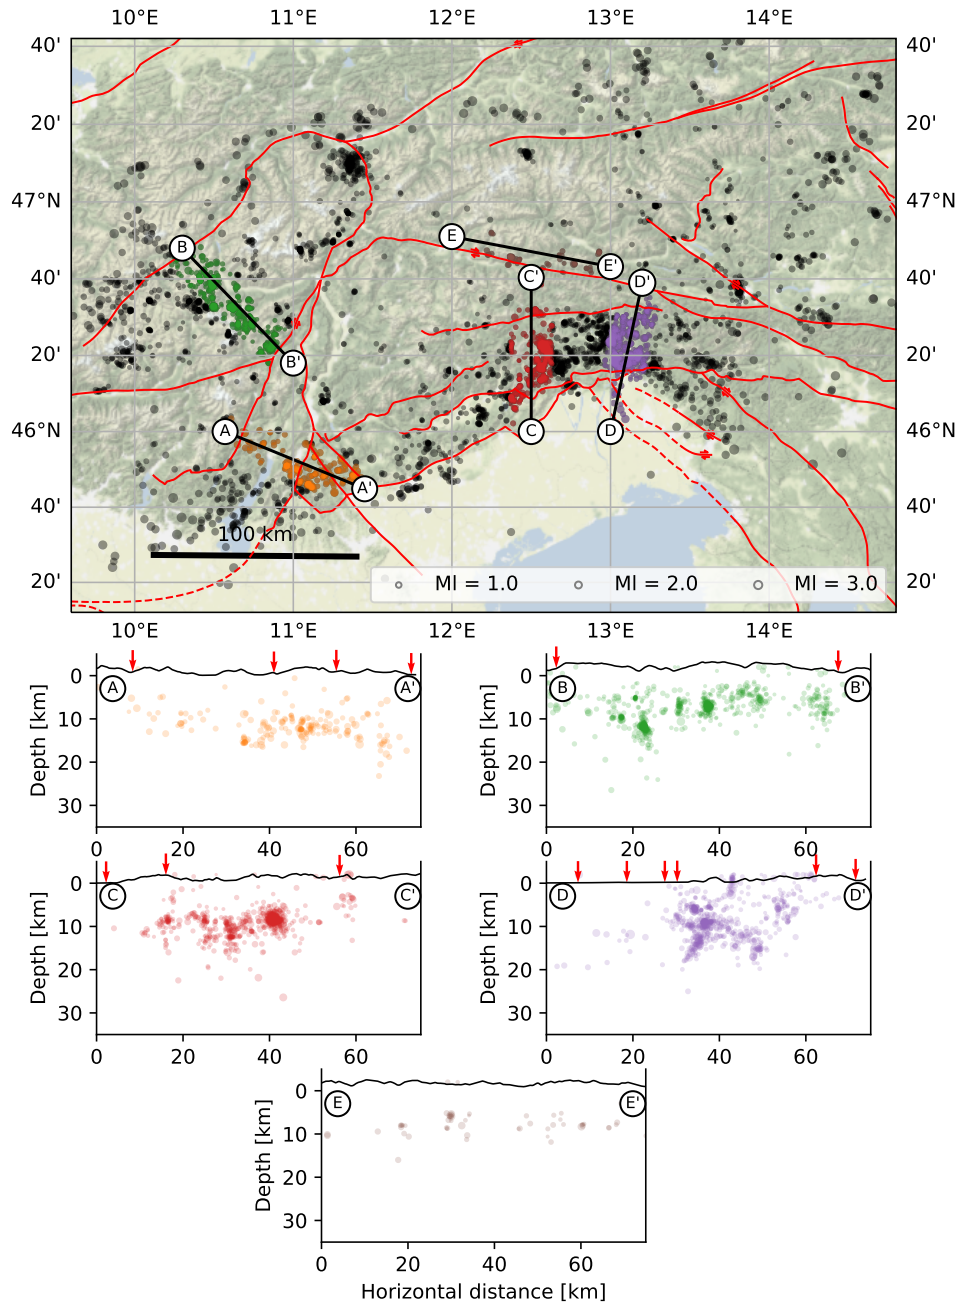 10°E 11°E 12°E 13°E 14°E
40' 40'
20' 20'
47°N 47°N
40' 40'
20' 20'
46°N 46°N
40' 40'
20' 20'
E
B E'
C' D'
B'
A C D
A'
100 km
Ml = 1.0 Ml = 2.0 Ml = 3.0
10°E 11°E 12°E 13°E 14°E
0 0
A A' B B'
10 10
20 20
30 30
Depth [km] Depth [km]
0 20 40 60 0 20 40 60
0 0
C C' D D'
10 10
20 20
30 30
Depth [km] Depth [km]
0 20 40 60 0 20 40 60
0
E E'
10
20
30
Depth [km]
0 20 40 60
Horizontal distance [km]